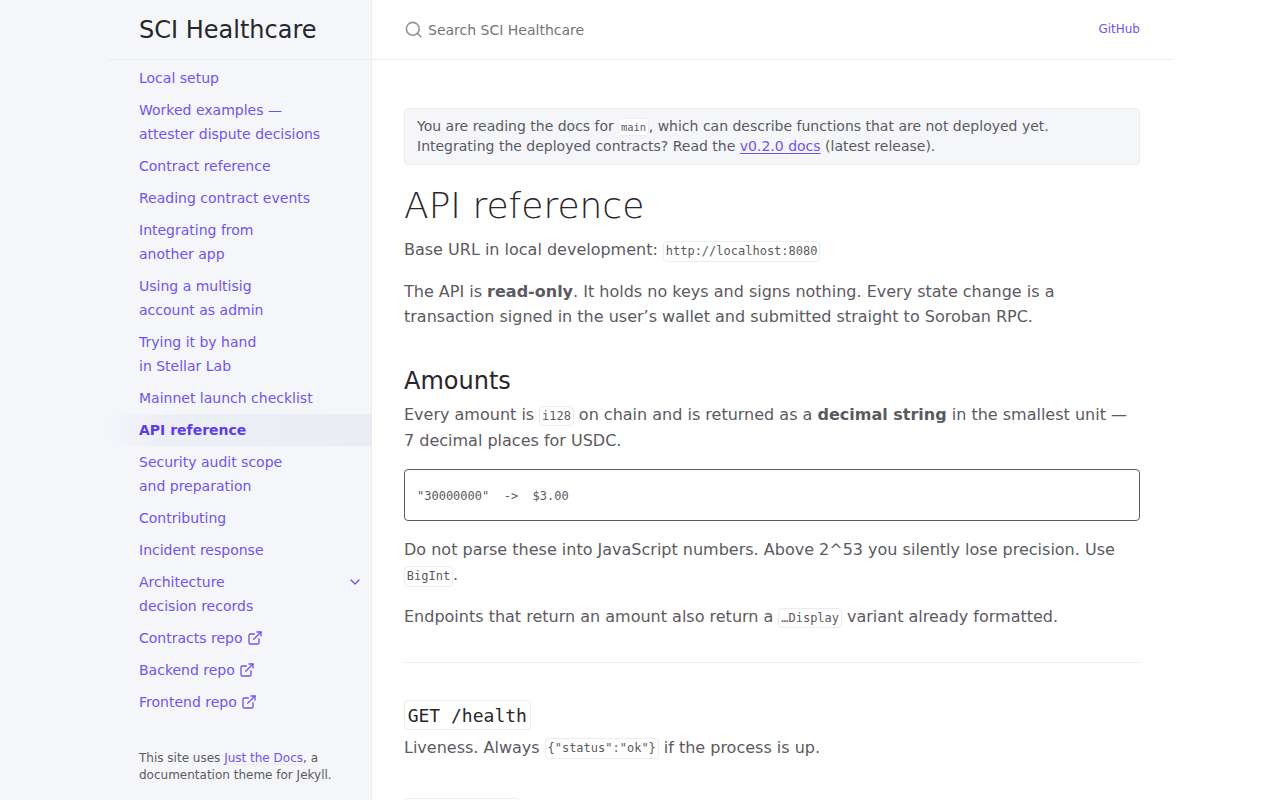 SCI Healthcare
Search SCI Healthcare
GitHub
Local setup
Worked examples —
attester dispute decisions
Contract reference
Reading contract events
Integrating from
another app
Using a multisig
account as admin
Trying it by hand
in Stellar Lab
Mainnet launch checklist
API reference
Security audit scope
and preparation
Contributing
Incident response
Architecture
decision records
Contracts repo
Backend repo
Frontend repo
This site uses Just the Docs, a
documentation theme for Jekyll.
You are reading the docs for main, which can describe functions that are not deployed yet.
Integrating the deployed contracts? Read the v0.2.0 docs (latest release).
API reference
Base URL in local development: http://localhost:8080
The API is read-only. It holds no keys and signs nothing. Every state change is a
transaction signed in the user’s wallet and submitted straight to Soroban RPC.
Amounts
Every amount is i128 on chain and is returned as a decimal string in the smallest unit —
7 decimal places for USDC.
"30000000"  ->  $3.00
Do not parse these into JavaScript numbers. Above 2^53 you silently lose precision. Use
BigInt.
Endpoints that return an amount also return a …Display variant already formatted.
GET /health
Liveness. Always {"status":"ok"} if the process is up.